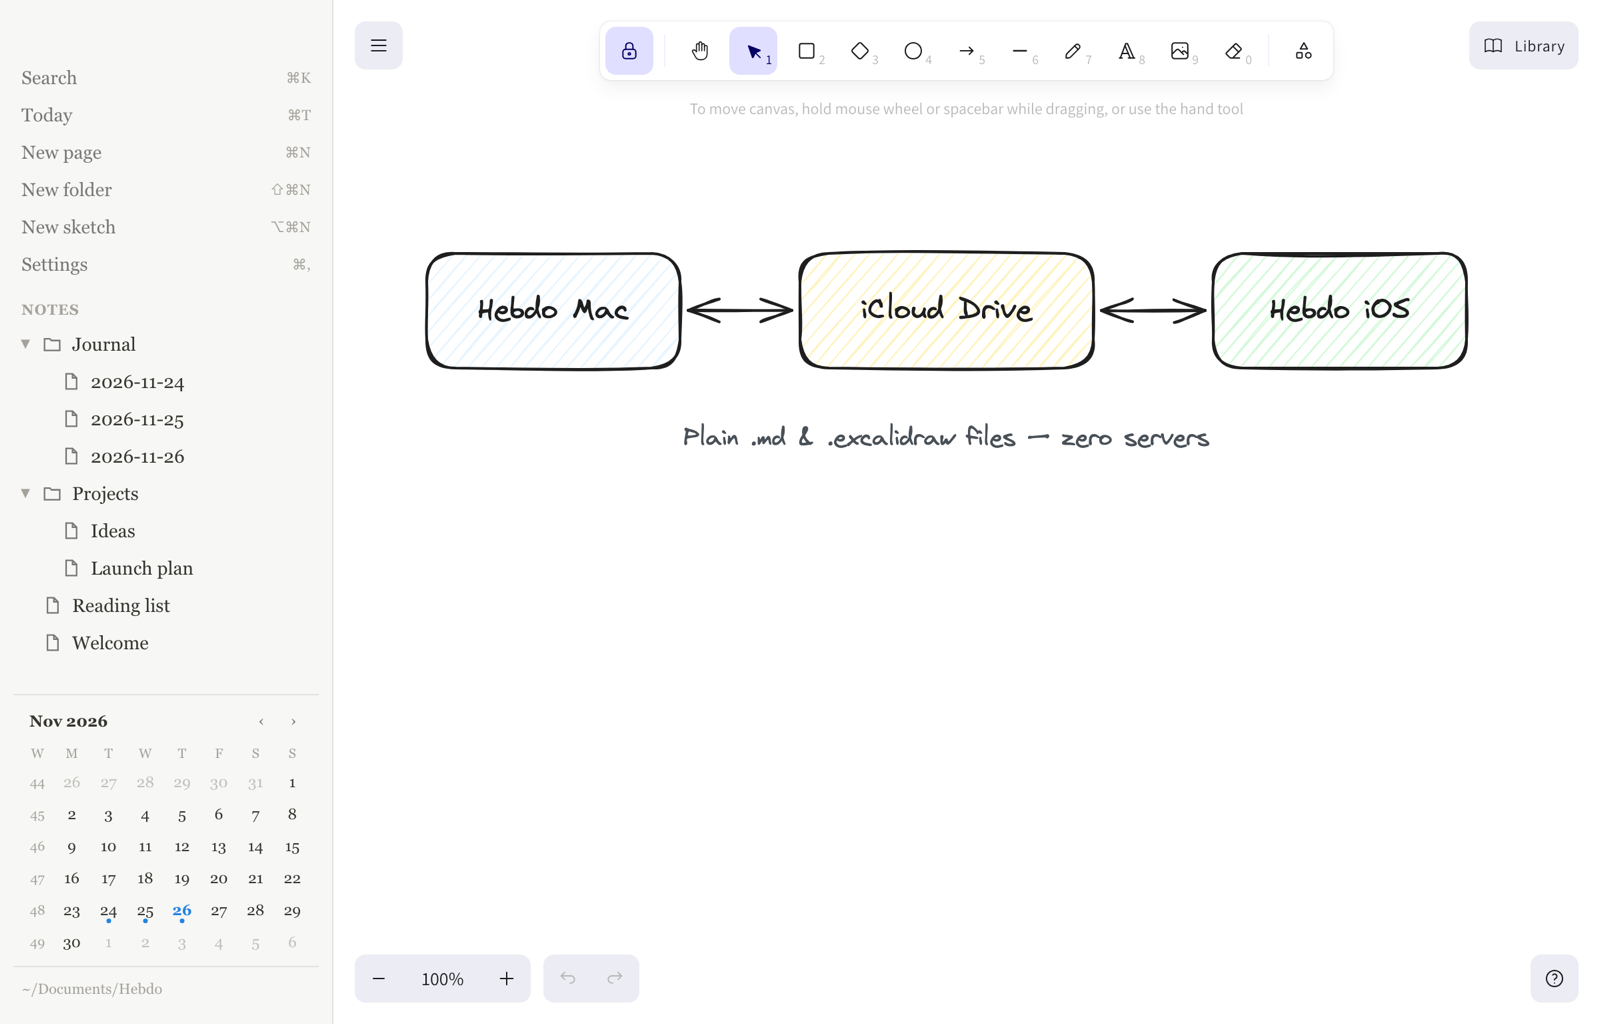 Search ⌘K
Today ⌘T
New page ⌘N
New folder ⇧⌘N
New sketch ⌥⌘N
Settings ⌘,
NOTES
Journal
2026-11-24
2026-11-25
2026-11-26
Projects
Ideas
Launch plan
Reading list
Welcome
Nov 2026 ‹ ›
W M T W T F S S
44 26 27 28 29 30 31 1
45 2 3 4 5 6 7 8
46 9 10 11 12 13 14 15
47 16 17 18 19 20 21 22
48 23 24 25 26 27 28 29
49 30 1 2 3 4 5 6
~/Documents/Hebdo
1 2 3 4 5 6 7 A 8 9 0
Library
To move canvas, hold mouse wheel or spacebar while dragging, or use the hand tool
Hebdo Mac
iCloud Drive
Hebdo iOS
Plain .md & .excalidraw files — zero servers
− 100% +
?